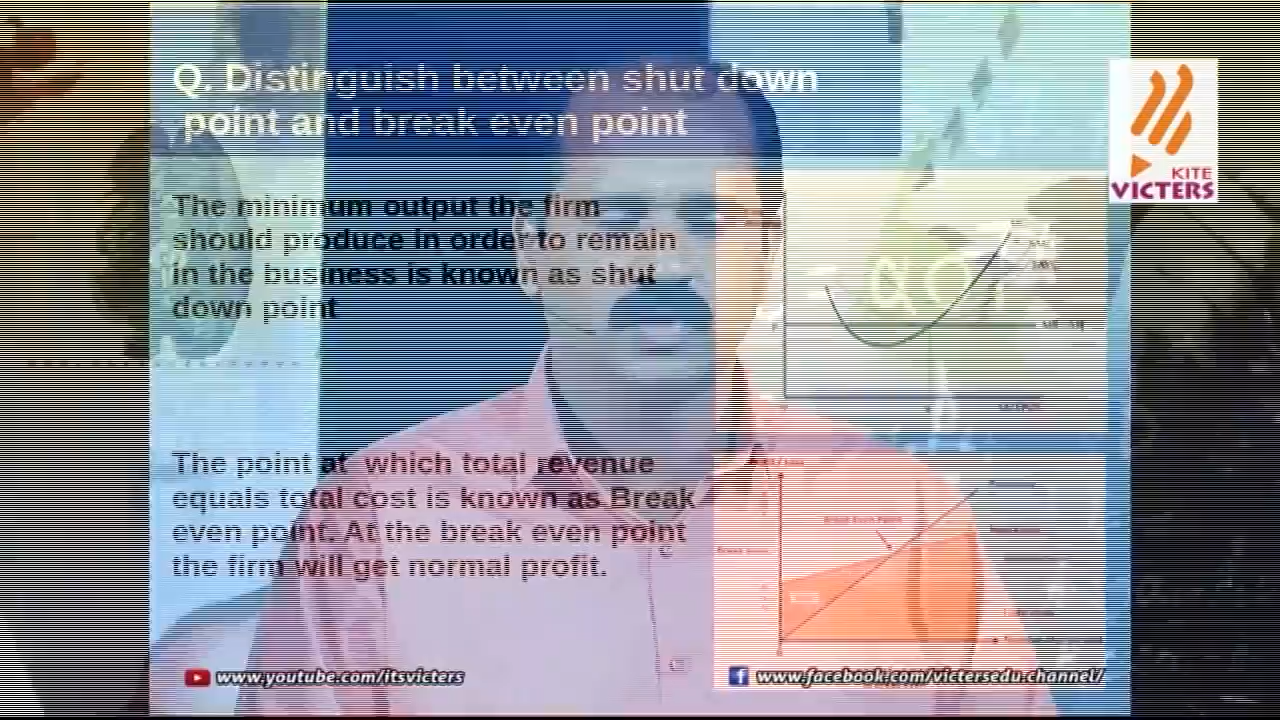 Q. Distinguish between shut down
point and break even point
The minimum output the firm
should produce in order to remain
in the business is known as shut
down point
The point at which total revenue
equals total cost is known as Break
even point. At the break even point
the firm will get normal profit.
KITE
VICTERS
Break Even Point
www.youtube.com/itsvicters
www.facebook.com/victersedu.channel/